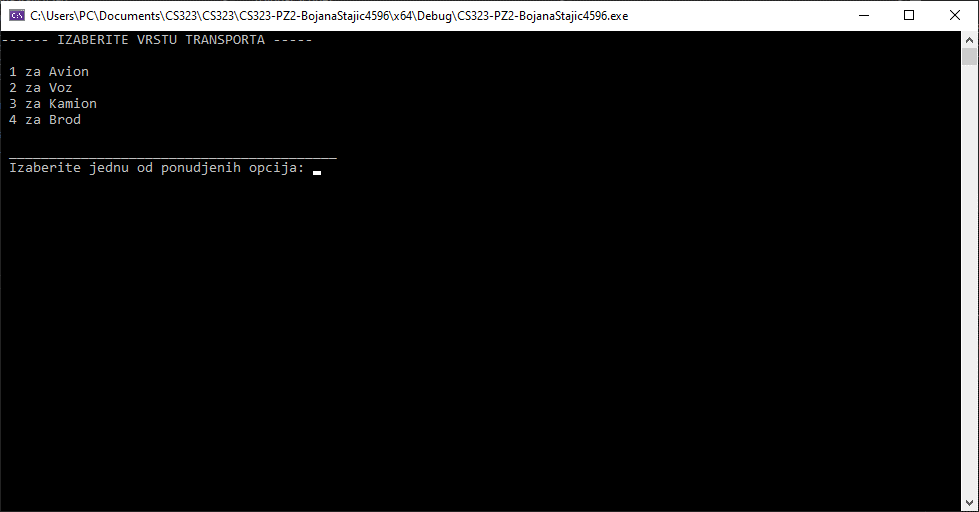 C:\Users\PC\Documents\CS323\CS323\CS323-PZ2-BojanaStajic4596\x64\Debug\CS323-PZ2-BojanaStajic4596.exe
------ IZABERITE VRSTU TRANSPORTA -----
1 za Avion
2 za Voz
3 za Kamion
4 za Brod
_________________________________________
Izaberite jednu od ponudjenih opcija: